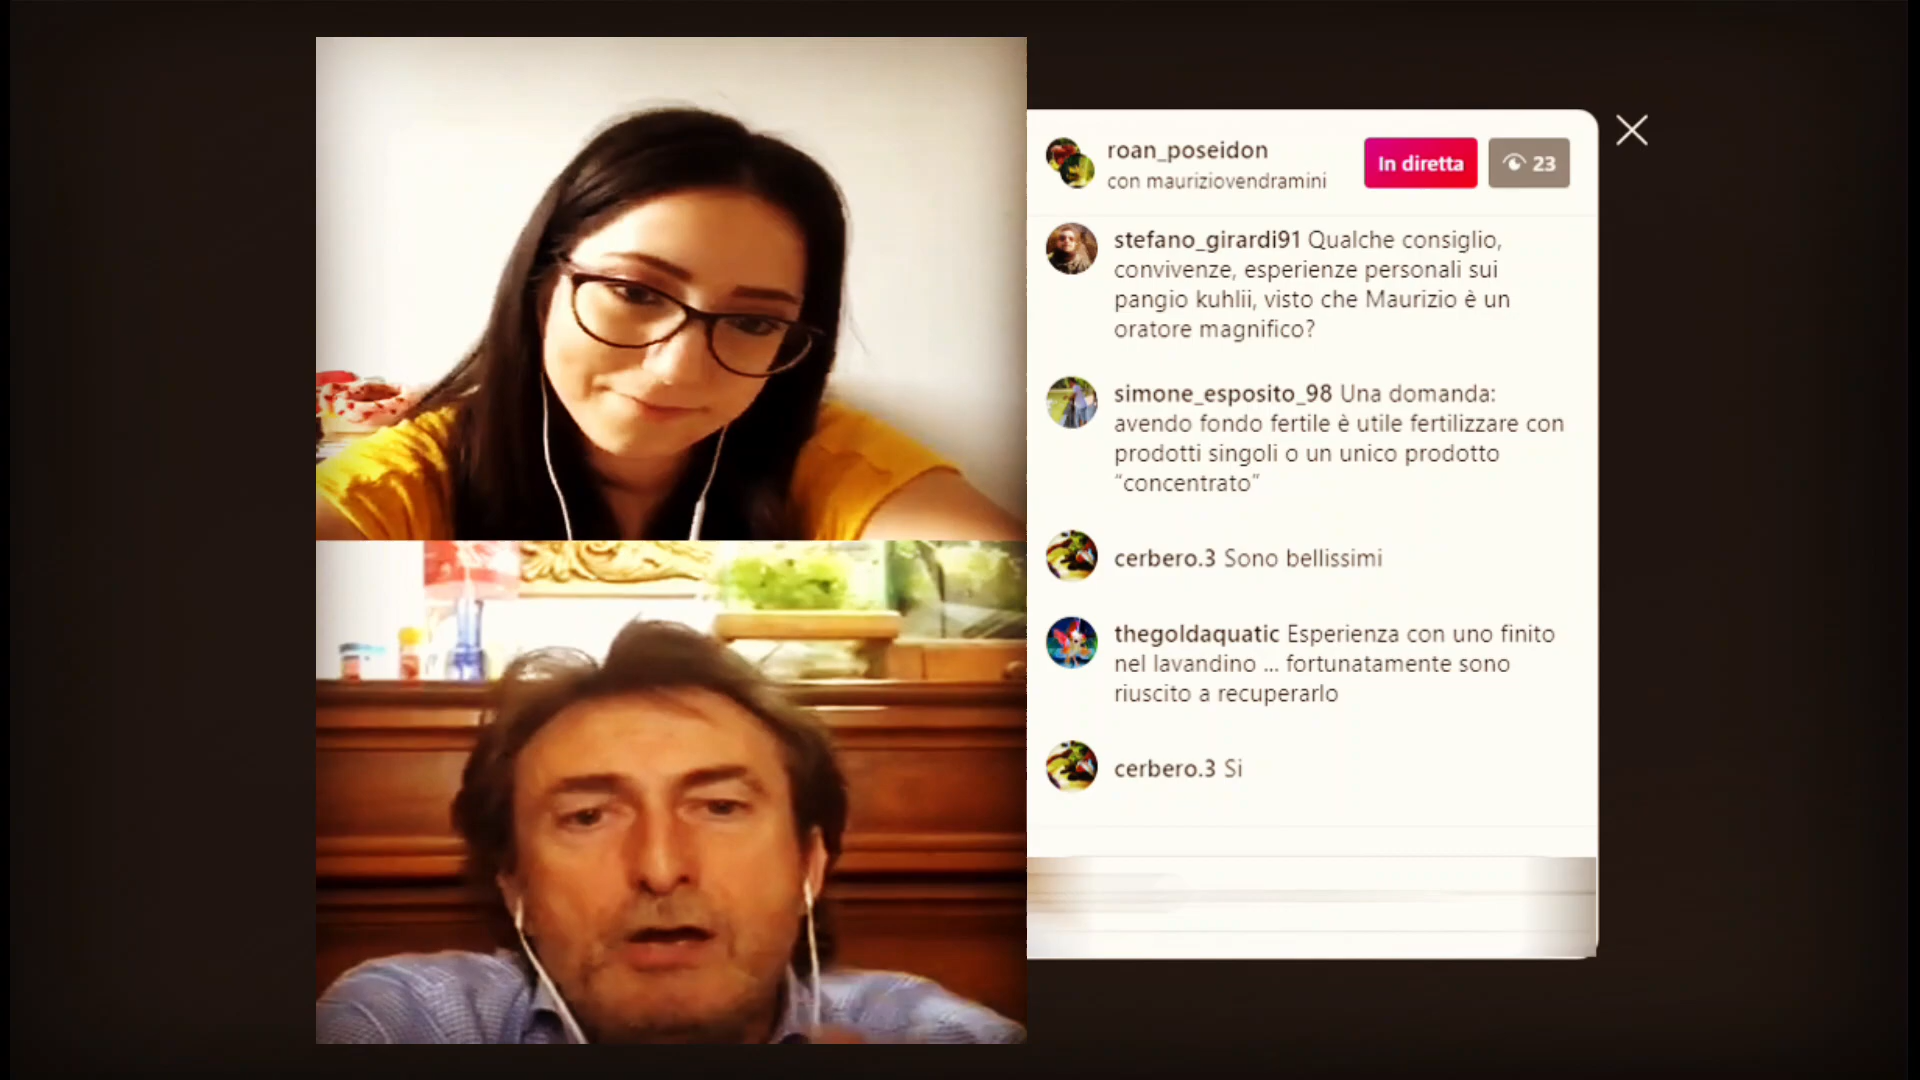 roan_poseidon
con mauriziovendramini
In diretta
23
stefano_girardi91 Qualche consiglio,
convivenze, esperienze personali sui
pangio kuhlii, visto che Maurizio è un
oratore magnifico?
simone_esposito_98 Una domanda:
avendo fondo fertile è utile fertilizzare con
prodotti singoli o un unico prodotto
“concentrato”
cerbero.3 Sono bellissimi
thegoldaquatic Esperienza con uno finito
nel lavandino ... fortunatamente sono
riuscito a recuperarlo
cerbero.3 Si